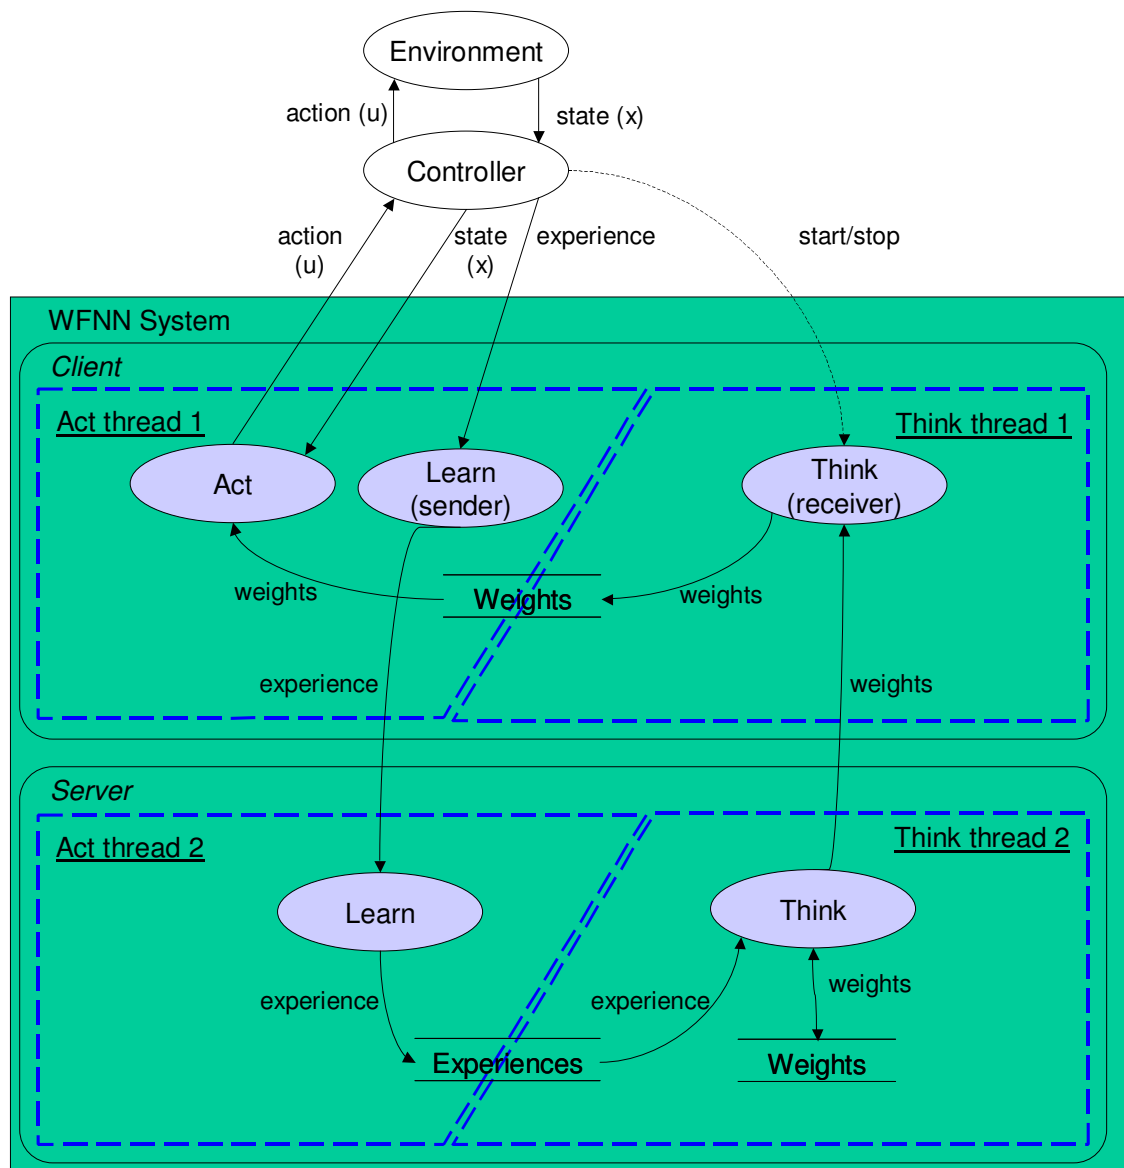 Environment
action (u)
state (x)
Controller
action
(u)
state
(x)
experience
start/stop
WFNN System
Client
Act thread 1
Think thread 1
Act
Learn
(sender)
Think
(receiver)
weights
Weights
weights
experience
weights
Server
Act thread 2
Think thread 2
Learn
Think
experience
experience
weights
Experiences
Weights